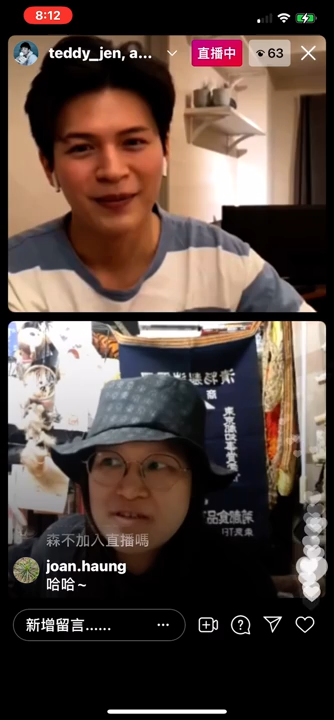 8:12
teddy_jen, a...
直播中
63
森不加入直播嗎
joan.haung
哈哈~
新增留言......